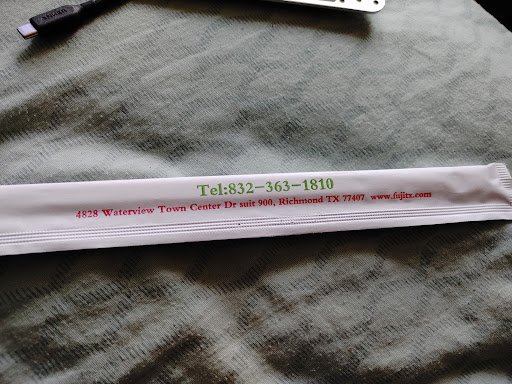 Tel:832-363-1810
4828 Waterview Town Center Dr suit 900, Richmond TX 77407 www.fujitx.com